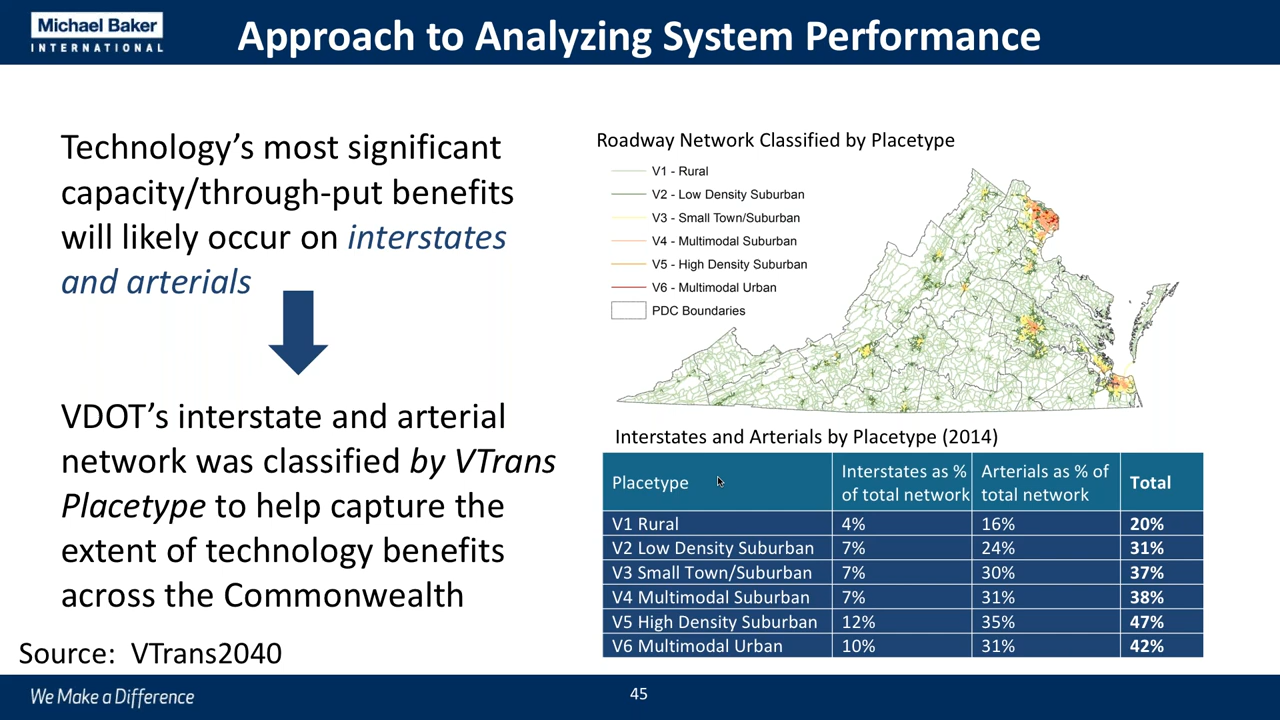 Michael Baker
INTERNATIONAL
Approach to Analyzing System Performance
Technology’s most significant
capacity/through-put benefits
will likely occur on interstates
and arterials
VDOT’s interstate and arterial
network was classified by VTrans
Placetype to help capture the
extent of technology benefits
across the Commonwealth
Source: VTrans2040
Roadway Network Classified by Placetype
V1 - Rural
V2 - Low Density Suburban
V3 - Small Town/Suburban
V4 - Multimodal Suburban
V5 - High Density Suburban
V6 - Multimodal Urban
PDC Boundaries
Interstates and Arterials by Placetype (2014)
Placetype Interstates as % of total network Arterials as % of total network Total
V1 Rural 4% 16% 20%
V2 Low Density Suburban 7% 24% 31%
V3 Small Town/Suburban 7% 30% 37%
V4 Multimodal Suburban 7% 31% 38%
V5 High Density Suburban 12% 35% 47%
V6 Multimodal Urban 10% 31% 42%
We Make a Difference
45